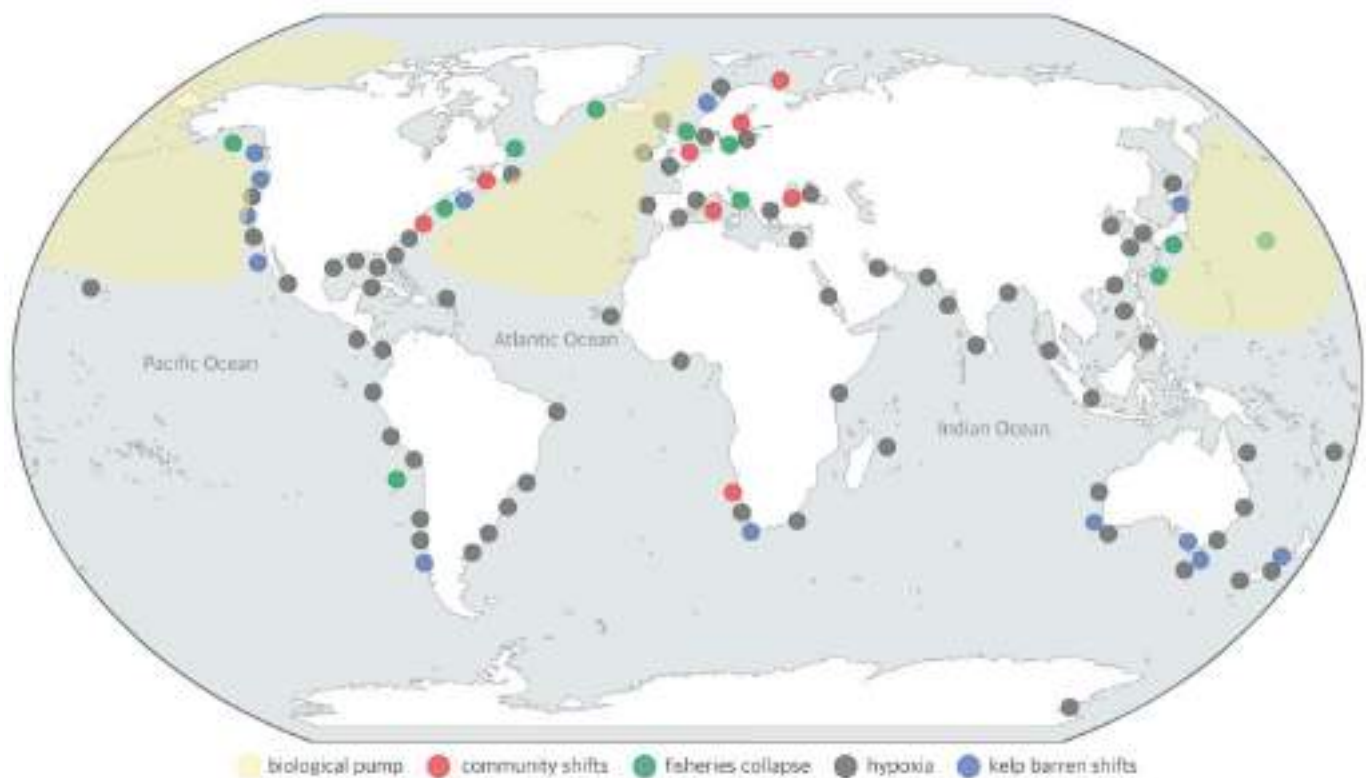 Pacific Ocean
Atlantic Ocean
Indian Ocean
biological pump community shifts fisheries collapse hypoxia kelp barren shifts